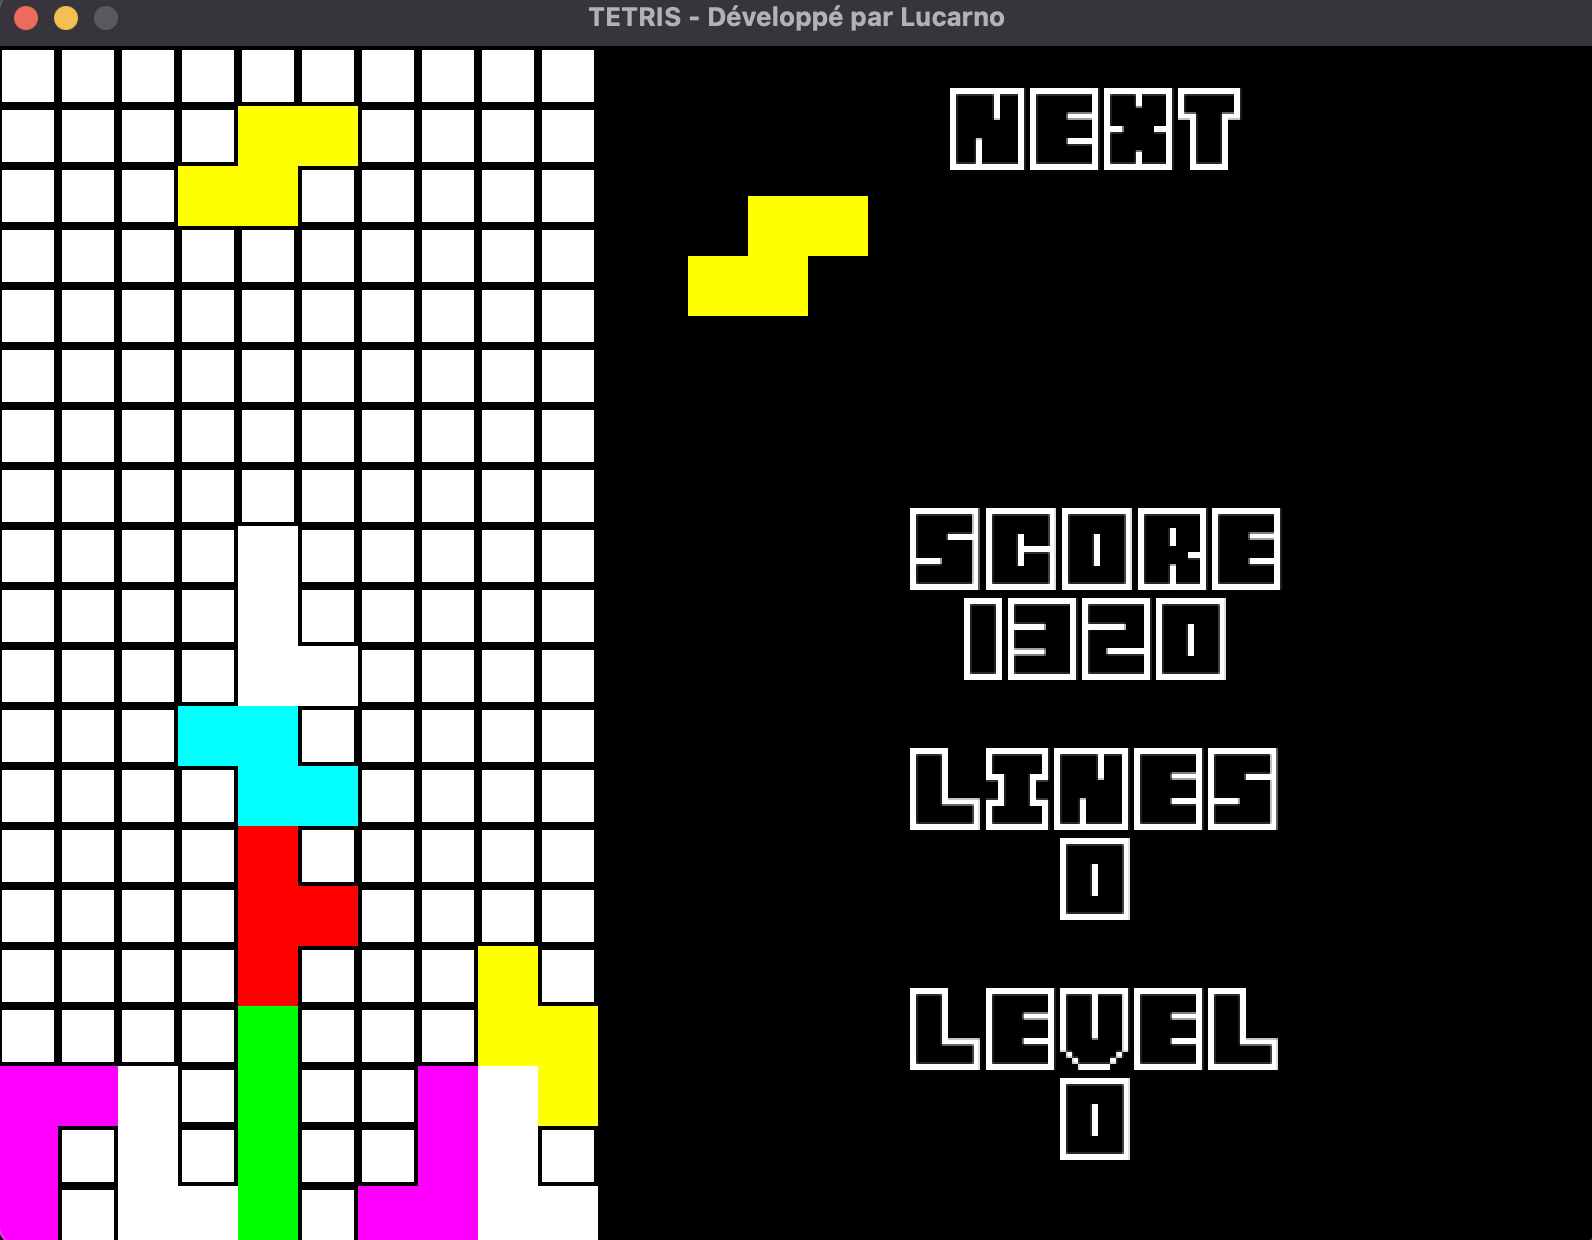 TETRIS - Développé par Lucarno
NEXT
SCORE
1320
LINES
0
LEVEL
0